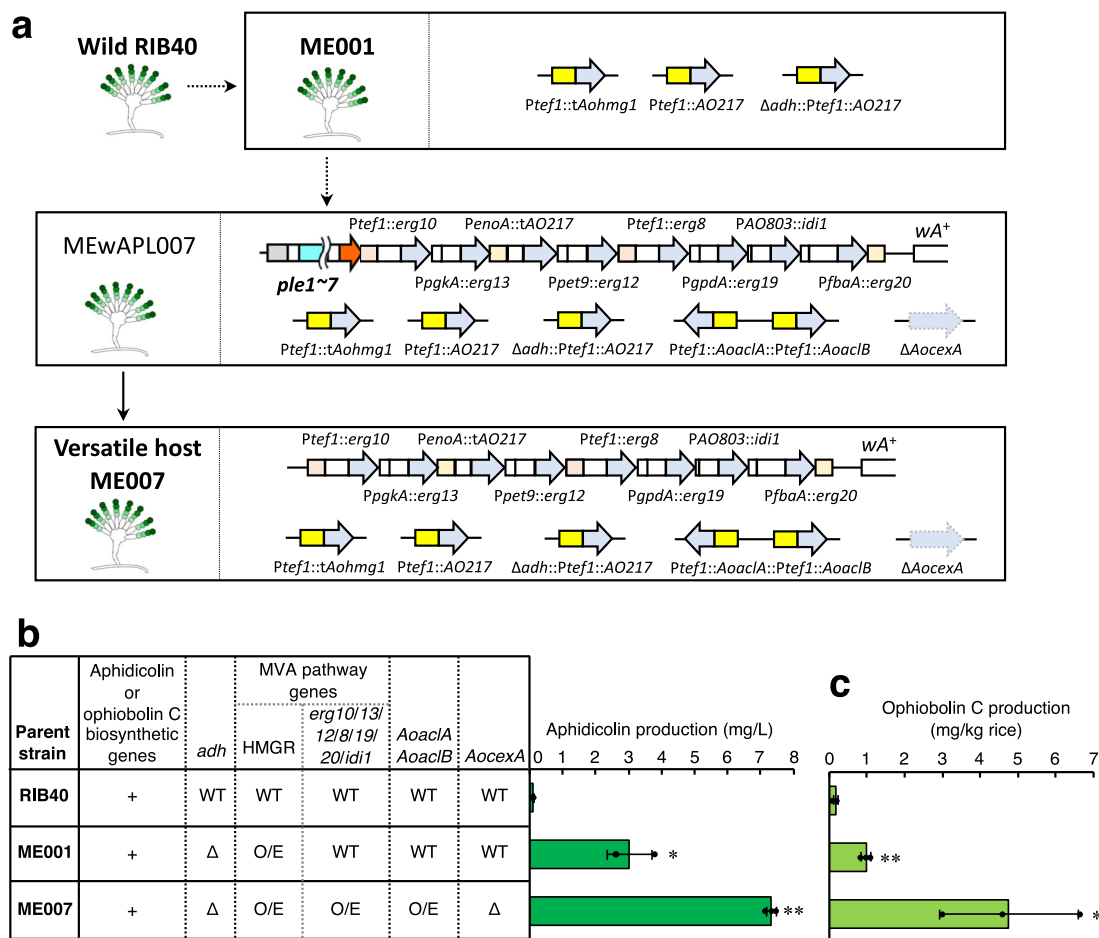 a
Wild RIB40
ME001
Ptef1::tAohmg1
Ptef1::AO217
Δadh::Ptef1::AO217
MEwAPL007
Ptef1::erg10
PenoA::tAO217
Ptef1::erg8
PAO803::idi1
wA+
ple1~7
PpgkA::erg13
Ppet9::erg12
PgpdA::erg19
PfbaA::erg20
Ptef1::tAohmg1
Ptef1::AO217
Δadh::Ptef1::AO217
Ptef1::AoaclA::Ptef1::AoaclB
ΔAocexA
Versatile host
ME007
Ptef1::erg10
PenoA::tAO217
Ptef1::erg8
PAO803::idi1
wA+
PpgkA::erg13
Ppet9::erg12
PgpdA::erg19
PfbaA::erg20
Ptef1::tAohmg1
Ptef1::AO217
Δadh::Ptef1::AO217
Ptef1::AoaclA::Ptef1::AoaclB
ΔAocexA
b
Parent
strain
Aphidicolin
or
ophiobolin C
biosynthetic
genes
adh
MVA pathway
genes
HMGR
erg10/13/
12/8/19/
20/idi1
AoaclA
AoaclB
AocexA
Aphidicolin production (mg/L)
0 1 2 3 4 5 6 7 8
RIB40 + WT WT WT WT WT
ME001 + Δ O/E WT WT WT *
ME007 + Δ O/E O/E O/E Δ **
c
Ophiobolin C production
(mg/kg rice)
0 1 2 3 4 5 6 7
**
*